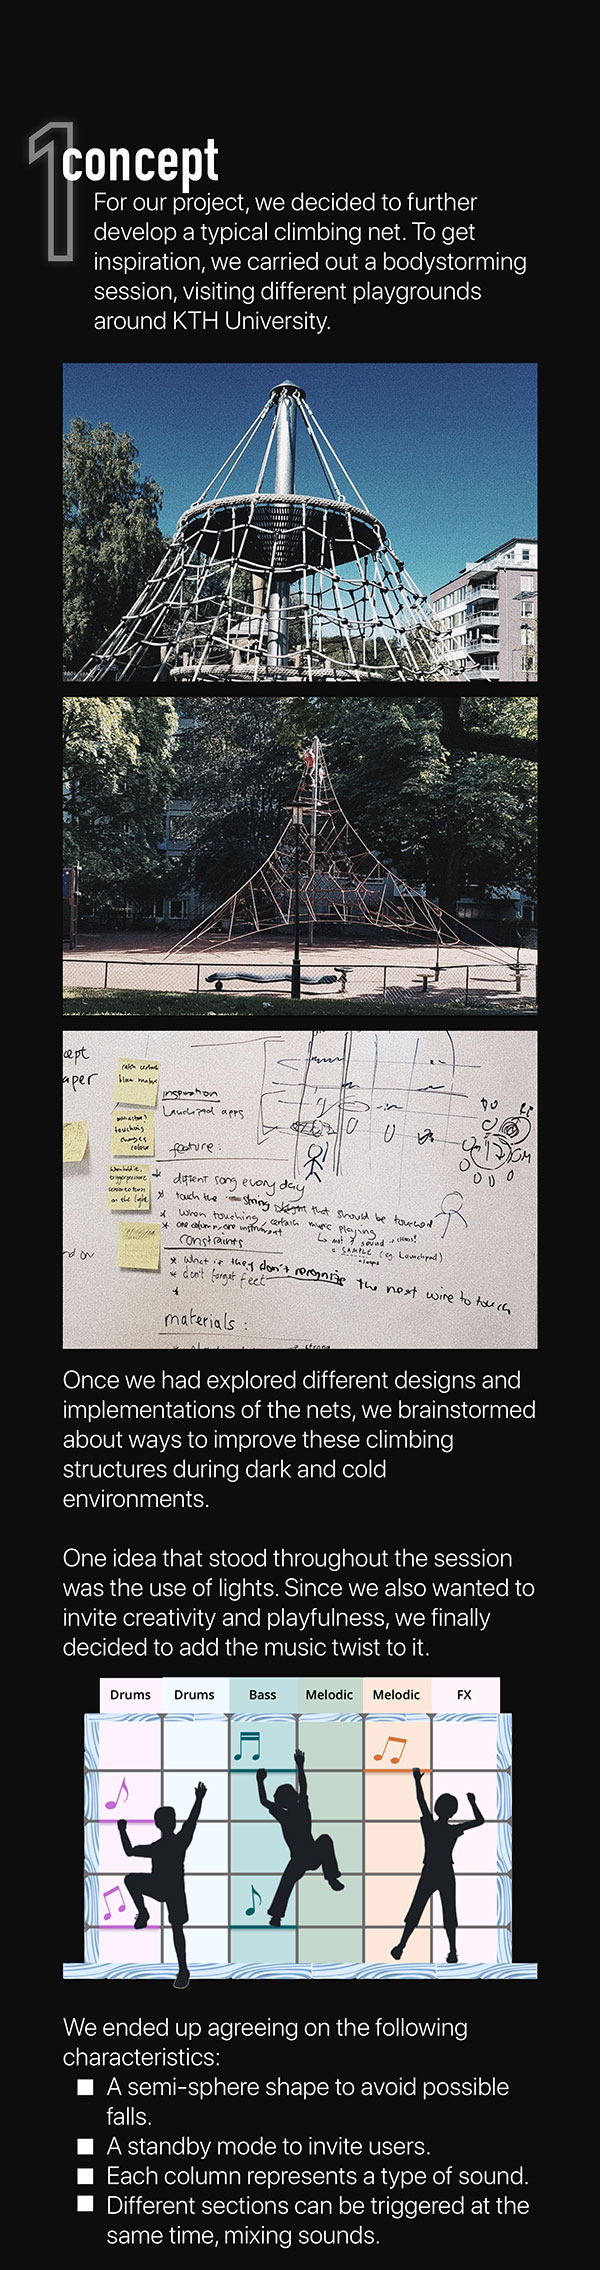 1
concept
For our project, we decided to further
develop a typical climbing net. To get
inspiration, we carried out a bodystorming
session, visiting different playgrounds
around KTH University.
cept
aper
inspiration
Launchpad apps
touching
changes
colour
feature:
different song every day
touch the string that should be touched
when touching, certain music playing
one column, one instrument
SAMPLE (eg. Launchpad)
constraints
what if they don't recognize the next wire to touch
don't forget feet
materials:
Once we had explored different designs and
implementations of the nets, we brainstormed
about ways to improve these climbing
structures during dark and cold
environments.
One idea that stood throughout the session
was the use of lights. Since we also wanted to
invite creativity and playfulness, we finally
decided to add the music twist to it.
Drums Drums Bass Melodic Melodic FX
We ended up agreeing on the following
characteristics:
A semi-sphere shape to avoid possible
falls.
A standby mode to invite users.
Each column represents a type of sound.
Different sections can be triggered at the
same time, mixing sounds.